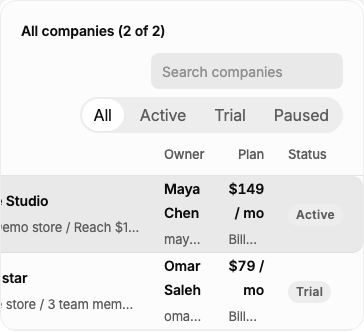 All companies (2 of 2)
Search companies
All Active Trial Paused
Owner Plan Status
Studio
Maya Chen
$149 / mo
Active
emo store / Reach $1...
may...
Bill...
star
Omar Saleh
$79 / mo
Trial
store / 3 team mem...
oma...
Bill...